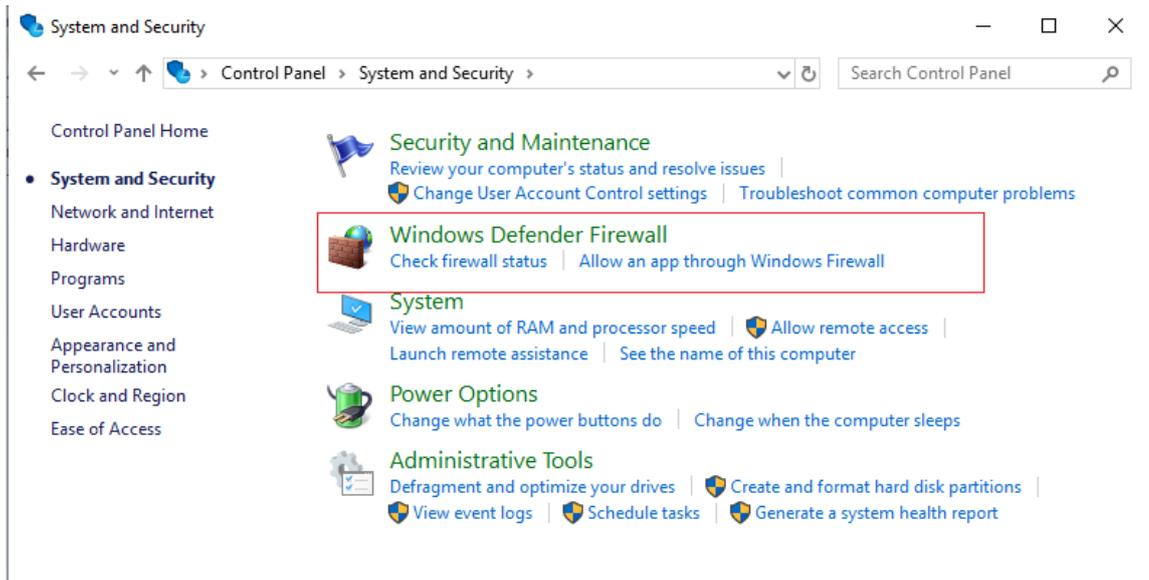 System and Security
Control Panel > System and Security >
Search Control Panel
Control Panel Home
System and Security
Network and Internet
Hardware
Programs
User Accounts
Appearance and
Personalization
Clock and Region
Ease of Access
Security and Maintenance
Review your computer's status and resolve issues
Change User Account Control settings | Troubleshoot common computer problems
Windows Defender Firewall
Check firewall status | Allow an app through Windows Firewall
System
View amount of RAM and processor speed | Allow remote access
Launch remote assistance | See the name of this computer
Power Options
Change what the power buttons do | Change when the computer sleeps
Administrative Tools
Defragment and optimize your drives | Create and format hard disk partitions
View event logs | Schedule tasks | Generate a system health report